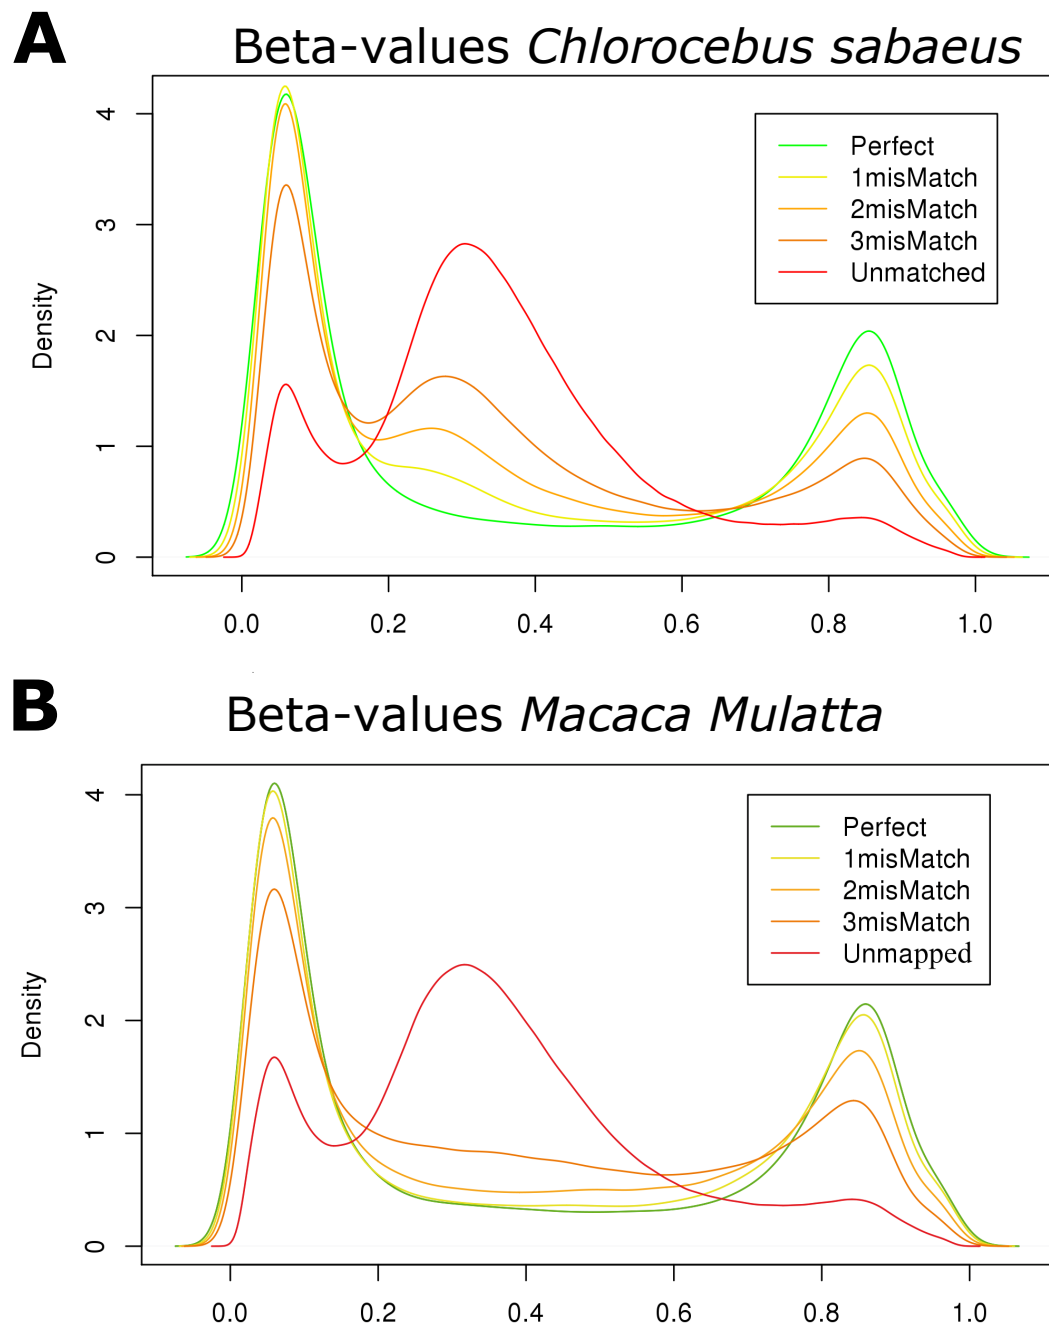 A
Beta-values Chlorocebus sabaeus
Density
4
3
2
1
0
Perfect
1misMatch
2misMatch
3misMatch
Unmatched
0.0 0.2 0.4 0.6 0.8 1.0
B
Beta-values Macaca Mulatta
Density
4
3
2
1
0
Perfect
1misMatch
2misMatch
3misMatch
Unmapped
0.0 0.2 0.4 0.6 0.8 1.0